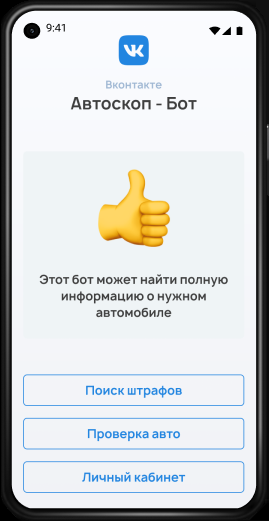 9:41
Вконтакте
Автоскоп - Бот
Этот бот может найти полную
информацию о нужном
автомобиле
Поиск штрафов
Проверка авто
Личный кабинет